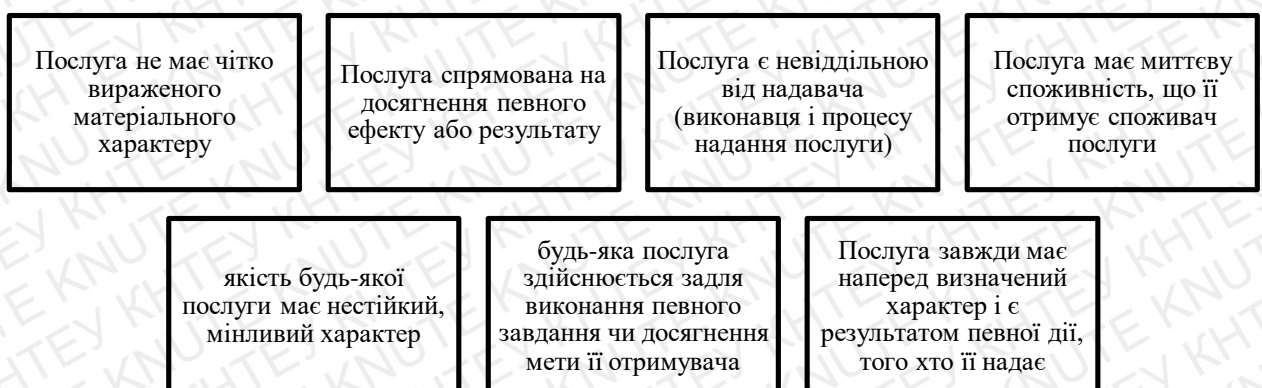 Послуга не має чітко
вираженого
матеріального
характеру
Послуга спрямована на
досягнення певного
ефекту або результату
Послуга є невіддільною
від надавача
(виконавця і процесу
надання послуги)
Послуга має миттєву
споживність, що її
отримує споживач
послуги
якість будь-якої
послуги має нестійкий,
мінливий характер
будь-яка послуга
здійснюється задля
виконання певного
завдання чи досягнення
мети її отримувача
Послуга завжди має
наперед визначений
характер і є
результатом певної дії,
того хто її надає